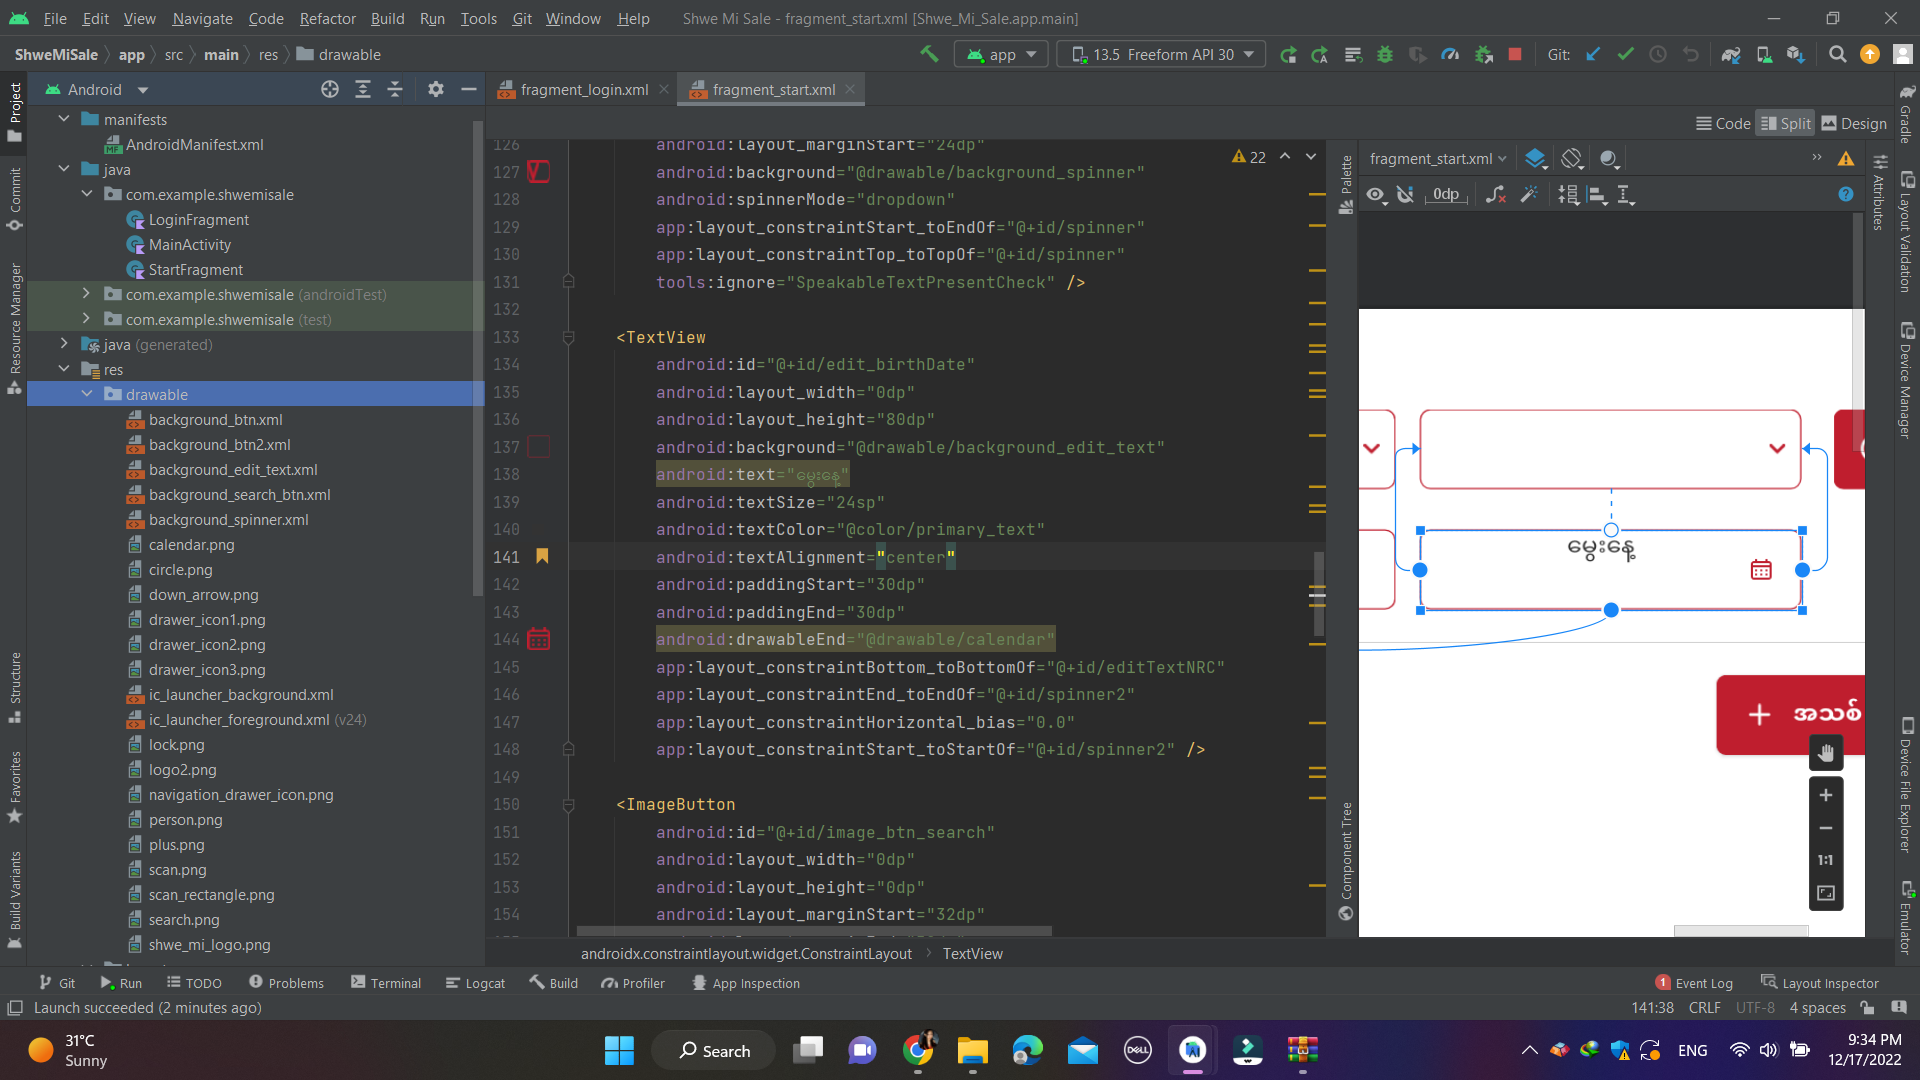 File Edit View Navigate Code Refactor Build Run Tools Git Window Help Shwe Mi Sale - fragment_start.xml [Shwe_Mi_Sale.app.main]
ShweMiSale app src main res drawable app 13.5 Freeform API 30 Git:
Android
fragment_login.xml fragment_start.xml
Code Split Design
manifests
AndroidManifest.xml
java
com.example.shwemisale
LoginFragment
MainActivity
StartFragment
com.example.shwemisale (androidTest)
com.example.shwemisale (test)
java (generated)
res
drawable
background_btn.xml
background_btn2.xml
background_edit_text.xml
background_search_btn.xml
background_spinner.xml
calendar.png
circle.png
down_arrow.png
drawer_icon1.png
drawer_icon2.png
drawer_icon3.png
ic_launcher_background.xml
ic_launcher_foreground.xml (v24)
lock.png
logo2.png
navigation_drawer_icon.png
person.png
plus.png
scan.png
scan_rectangle.png
search.png
shwe_mi_logo.png
Project
Commit
Resource Manager
Structure
Favorites
Build Variants
22
126 android:layout_marginStart="24dp"
127 android:background="@drawable/background_spinner"
128 android:spinnerMode="dropdown"
129 app:layout_constraintStart_toEndOf="@+id/spinner"
130 app:layout_constraintTop_toTopOf="@+id/spinner"
131 tools:ignore="SpeakableTextPresentCheck" />
132
133 <TextView
134 android:id="@+id/edit_birthDate"
135 android:layout_width="0dp"
136 android:layout_height="80dp"
137 android:background="@drawable/background_edit_text"
138 android:text="မွေးနေ့"
139 android:textSize="24sp"
140 android:textColor="@color/primary_text"
141 android:textAlignment="center"
142 android:paddingStart="30dp"
143 android:paddingEnd="30dp"
144 android:drawableEnd="@drawable/calendar"
145 app:layout_constraintBottom_toBottomOf="@+id/editTextNRC"
146 app:layout_constraintEnd_toEndOf="@+id/spinner2"
147 app:layout_constraintHorizontal_bias="0.0"
148 app:layout_constraintStart_toStartOf="@+id/spinner2" />
149
150 <ImageButton
151 android:id="@+id/image_btn_search"
152 android:layout_width="0dp"
153 android:layout_height="0dp"
154 android:layout_marginStart="32dp"
androidx.constraintlayout.widget.ConstraintLayout TextView
Palette
Component Tree
fragment_start.xml
0dp
မွေးနေ့
အသစ်
1:1
Attributes
Gradle
Layout Validation
Device Manager
Device File Explorer
Emulator
Git Run TODO Problems Terminal Logcat Build Profiler App Inspection 1 Event Log Layout Inspector
Launch succeeded (2 minutes ago) 141:38 CRLF UTF-8 4 spaces
31°C
Sunny
Search
DELL
ENG
9:34 PM
12/17/2022